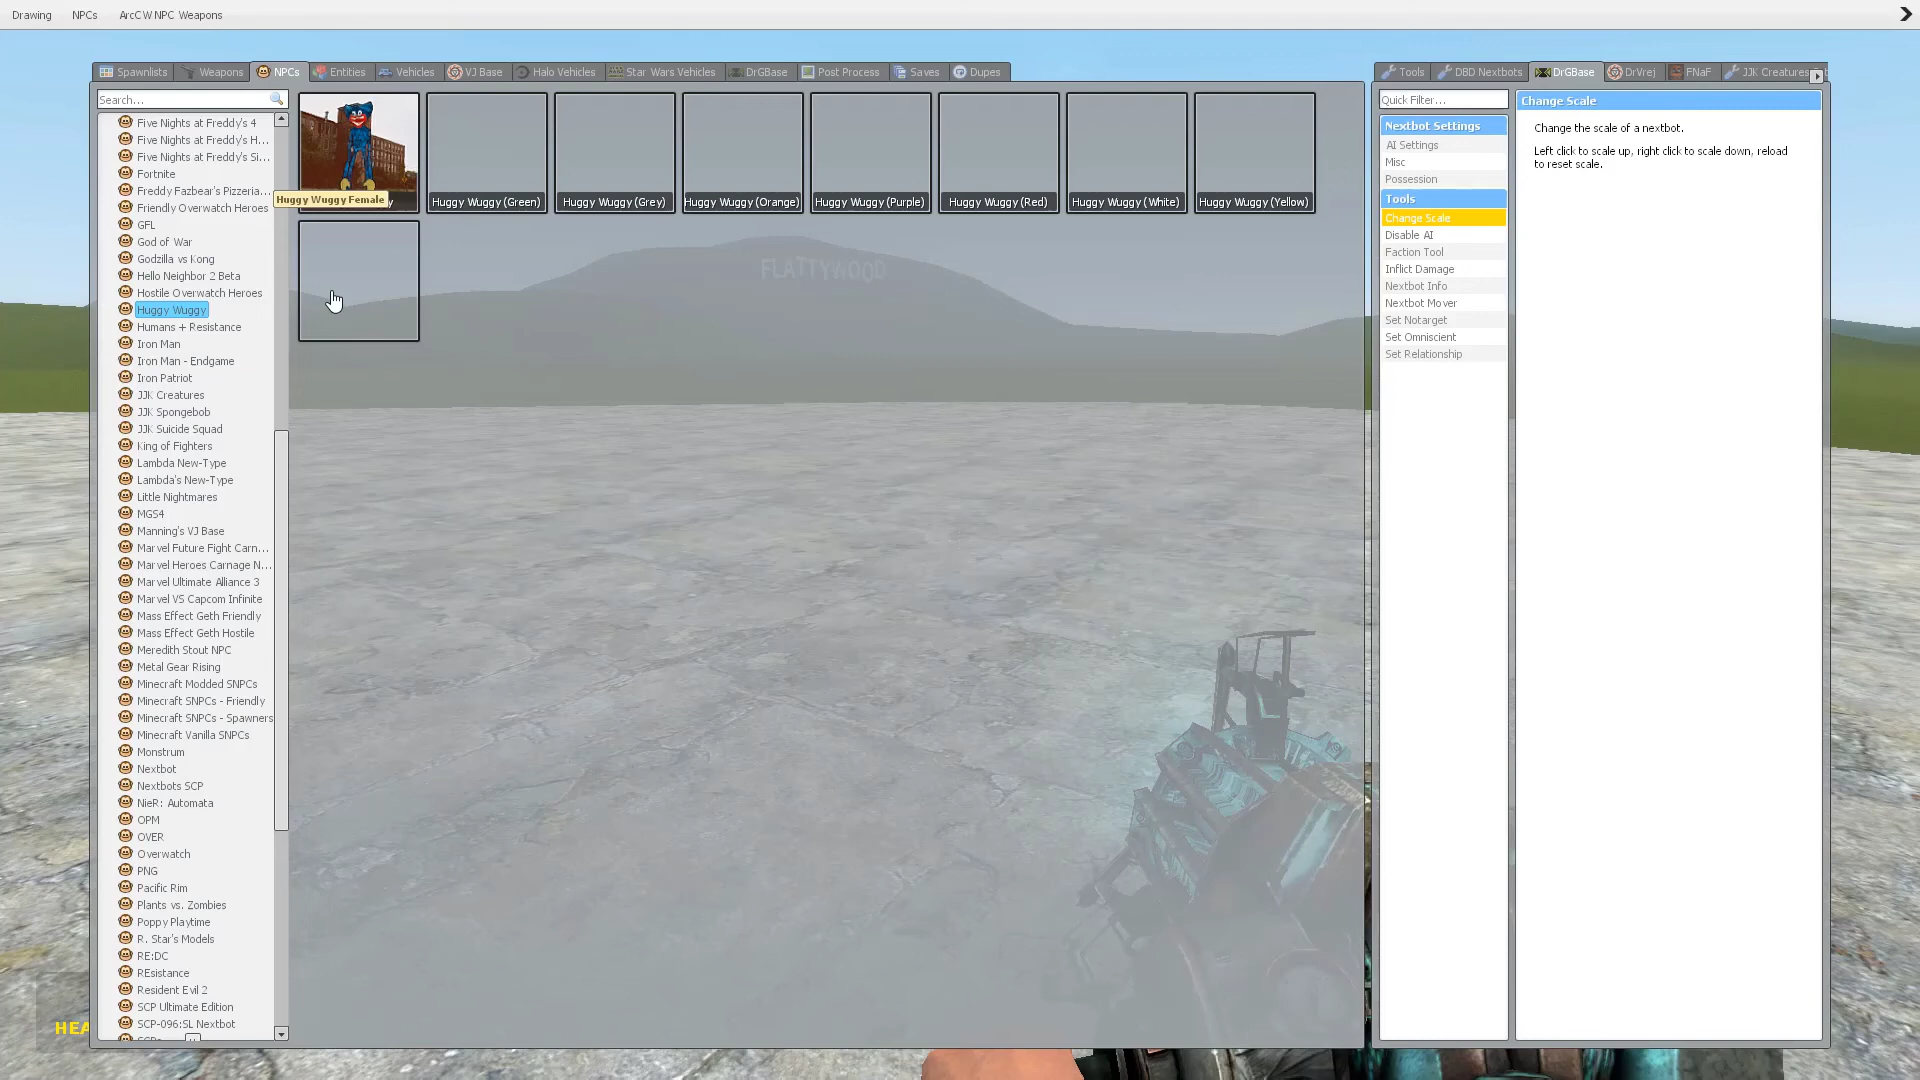 Drawing NPCs ArcCW NPC Weapons
Spawnlists Weapons NPCs Entities Vehicles VJ Base Halo Vehicles Star Wars Vehicles DrGBase Post Process Saves Dupes
Search...
Five Nights at Freddy's 4
Five Nights at Freddy's H...
Five Nights at Freddy's Si...
Fortnite
Freddy Fazbear's Pizzeria...
Friendly Overwatch Heroes
GFL
God of War
Godzilla vs Kong
Hello Neighbor 2 Beta
Hostile Overwatch Heroes
Huggy Wuggy
Humans + Resistance
Iron Man
Iron Man - Endgame
Iron Patriot
JJK Creatures
JJK Spongebob
JJK Suicide Squad
King of Fighters
Lambda New-Type
Lambda's New-Type
Little Nightmares
MGS4
Manning's VJ Base
Marvel Future Fight Carn...
Marvel Heroes Carnage N...
Marvel Ultimate Alliance 3
Marvel VS Capcom Infinite
Mass Effect Geth Friendly
Mass Effect Geth Hostile
Meredith Stout NPC
Metal Gear Rising
Minecraft Modded SNPCs
Minecraft SNPCs - Friendly
Minecraft SNPCs - Spawners
Minecraft Vanilla SNPCs
Monstrum
Nextbot
Nextbots SCP
NieR: Automata
OPM
OVER
Overwatch
PNG
Pacific Rim
Plants vs. Zombies
Poppy Playtime
R. Star's Models
RE:DC
REsistance
Resident Evil 2
SCP Ultimate Edition
SCP-096:SL Nextbot
Huggy Wuggy Female
Huggy Wuggy (Green) Huggy Wuggy (Grey) Huggy Wuggy (Orange) Huggy Wuggy (Purple) Huggy Wuggy (Red) Huggy Wuggy (White) Huggy Wuggy (Yellow)
FLATTYWOOD
HEA
Tools DBD Nextbots DrGBase DrVrej FNaF JJK Creatures
Quick Filter...
Nextbot Settings
AI Settings
Misc
Possession
Tools
Change Scale
Disable AI
Faction Tool
Inflict Damage
Nextbot Info
Nextbot Mover
Set Notarget
Set Omniscient
Set Relationship
Change Scale
Change the scale of a nextbot.
Left click to scale up, right click to scale down, reload
to reset scale.